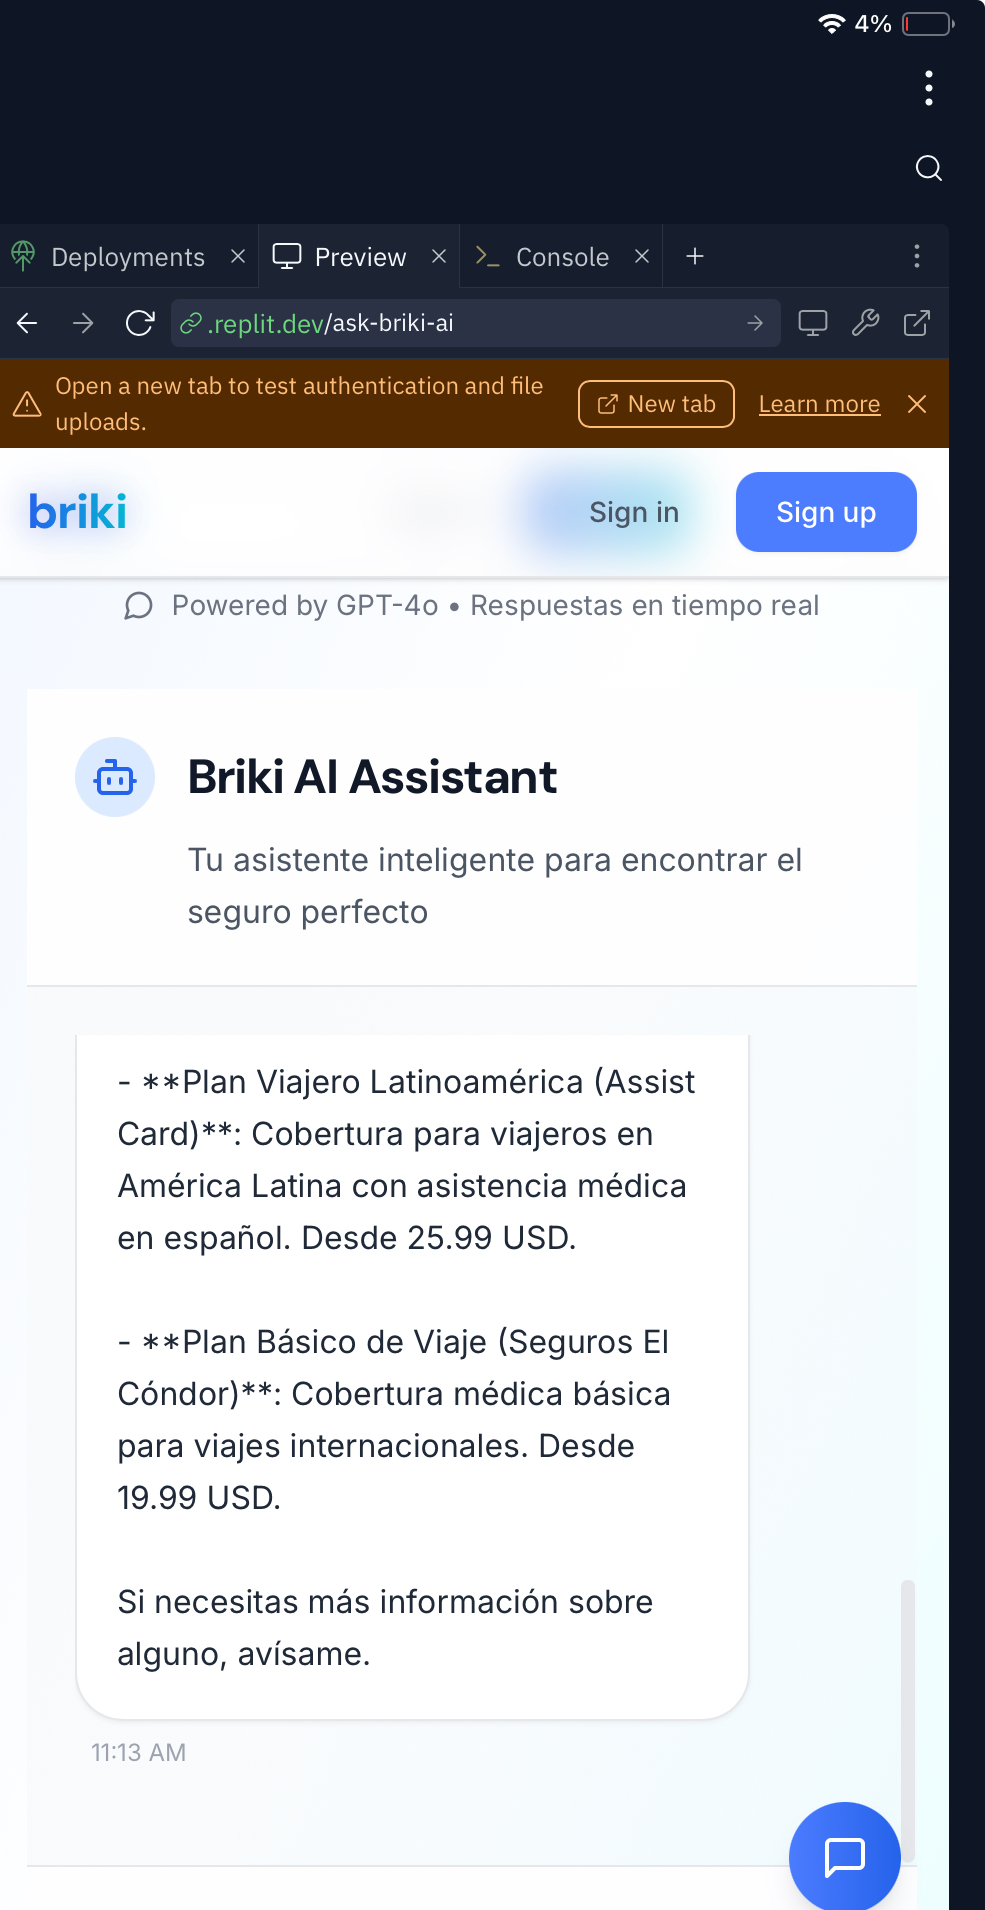 4%
Deployments
Preview
Console
.replit.dev/ask-briki-ai
Open a new tab to test authentication and file
uploads.
New tab
Learn more
briki
Sign in
Sign up
Powered by GPT-4o • Respuestas en tiempo real
Briki AI Assistant
Tu asistente inteligente para encontrar el
seguro perfecto
- **Plan Viajero Latinoamérica (Assist
Card)**: Cobertura para viajeros en
América Latina con asistencia médica
en español. Desde 25.99 USD.
- **Plan Básico de Viaje (Seguros El
Cóndor)**: Cobertura médica básica
para viajes internacionales. Desde
19.99 USD.
Si necesitas más información sobre
alguno, avísame.
11:13 AM